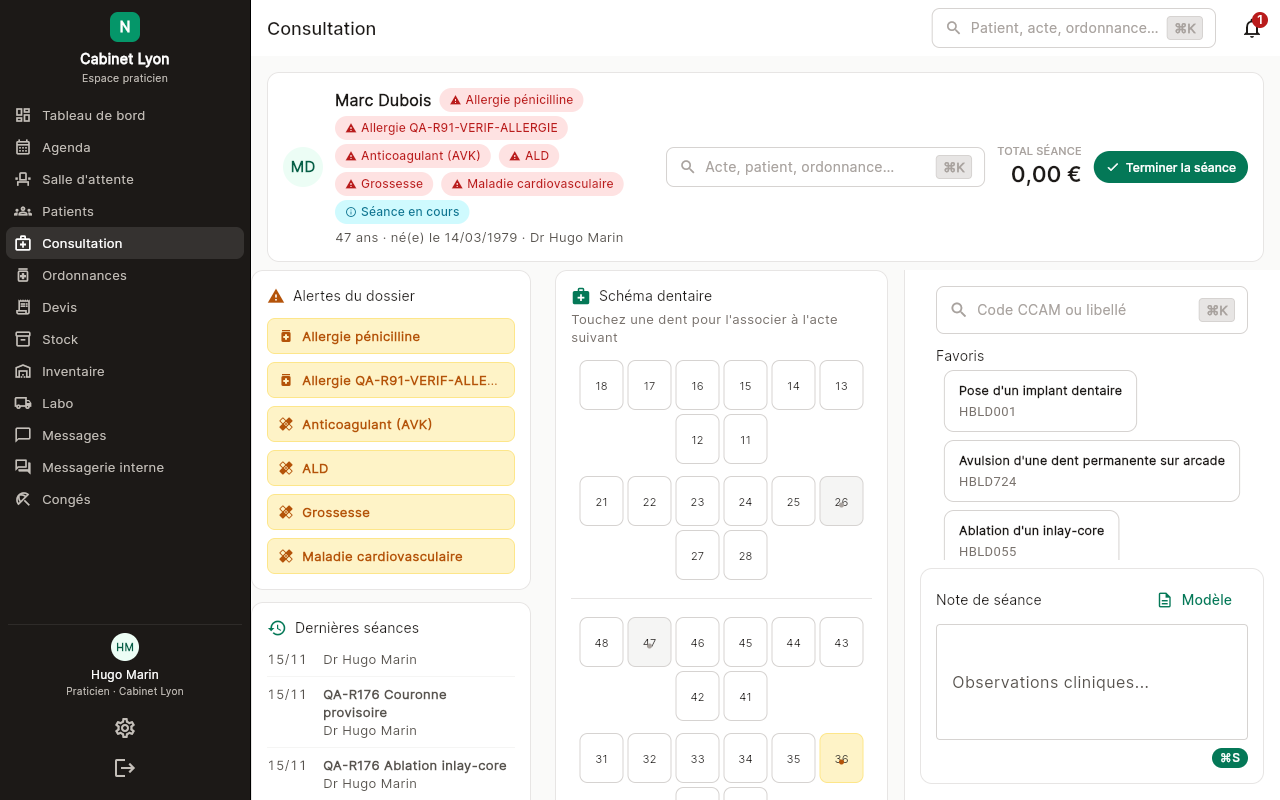 N
Cabinet Lyon
Espace praticien
Tableau de bord
Agenda
Salle d'attente
Patients
Consultation
Ordonnances
Devis
Stock
Inventaire
Labo
Messages
Messagerie interne
Congés
HM
Hugo Marin
Praticien · Cabinet Lyon
Consultation
Patient, acte, ordonnance... ⌘K
1
MD
Marc Dubois
Allergie pénicilline
Allergie QA-R91-VERIF-ALLERGIE
Anticoagulant (AVK)
ALD
Grossesse
Maladie cardiovasculaire
Séance en cours
47 ans · né(e) le 14/03/1979 · Dr Hugo Marin
Acte, patient, ordonnance... ⌘K
TOTAL SÉANCE
0,00 €
Terminer la séance
Alertes du dossier
Allergie pénicilline
Allergie QA-R91-VERIF-ALLE...
Anticoagulant (AVK)
ALD
Grossesse
Maladie cardiovasculaire
Dernières séances
15/11 Dr Hugo Marin
15/11 QA-R176 Couronne
provisoire
Dr Hugo Marin
15/11 QA-R176 Ablation inlay-core
Dr Hugo Marin
Schéma dentaire
Touchez une dent pour l'associer à l'acte
suivant
18 17 16 15 14 13
12 11
21 22 23 24 25 26
27 28
48 47 46 45 44 43
42 41
31 32 33 34 35 36
Code CCAM ou libellé ⌘K
Favoris
Pose d'un implant dentaire
HBLD001
Avulsion d'une dent permanente sur arcade
HBLD724
Ablation d'un inlay-core
HBLD055
Note de séance
Modèle
Observations cliniques...
⌘S